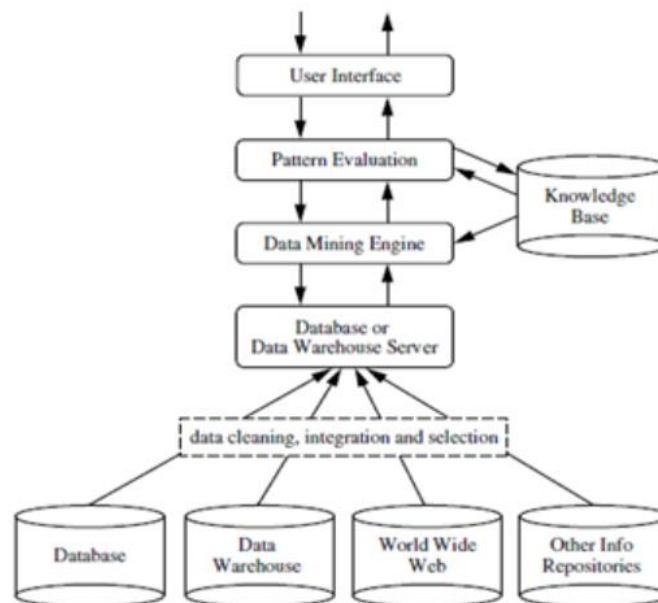 User Interface
Pattern Evaluation
Knowledge
Base
Data Mining Engine
Database or
Data Warehouse Server
data cleaning, integration and selection
Database
Data
Warehouse
World Wide
Web
Other Info
Repositories